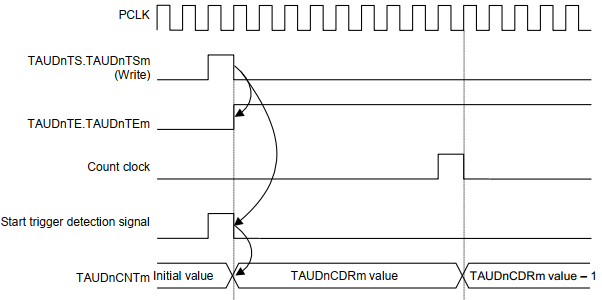 PCLK
TAUDnTS.TAUDnTSm
(Write)
TAUDnTE.TAUDnTEm
Count clock
Start trigger detection signal
TAUDnCNTm
Initial value
TAUDnCDRm value
TAUDnCDRm value – 1